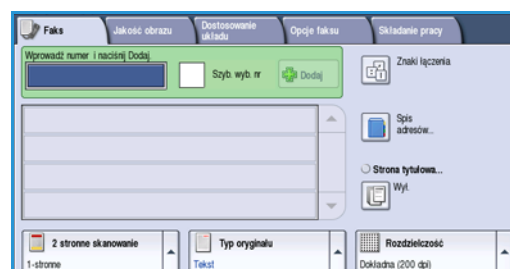 Faks
Jakość obrazu
Dostosowanie
układu
Opcje faksu
Składanie pracy
Wprowadź numer i naciśnij Dodaj
Szyb. wyb. nr
Dodaj
Znaki łączenia
Spis
adresów...
Strona tytułowa...
Wył.
2 stronne skanowanie
Typ oryginału
Rozdzielczość
1-stronne
Tekst
Dokładna (200 dpi)